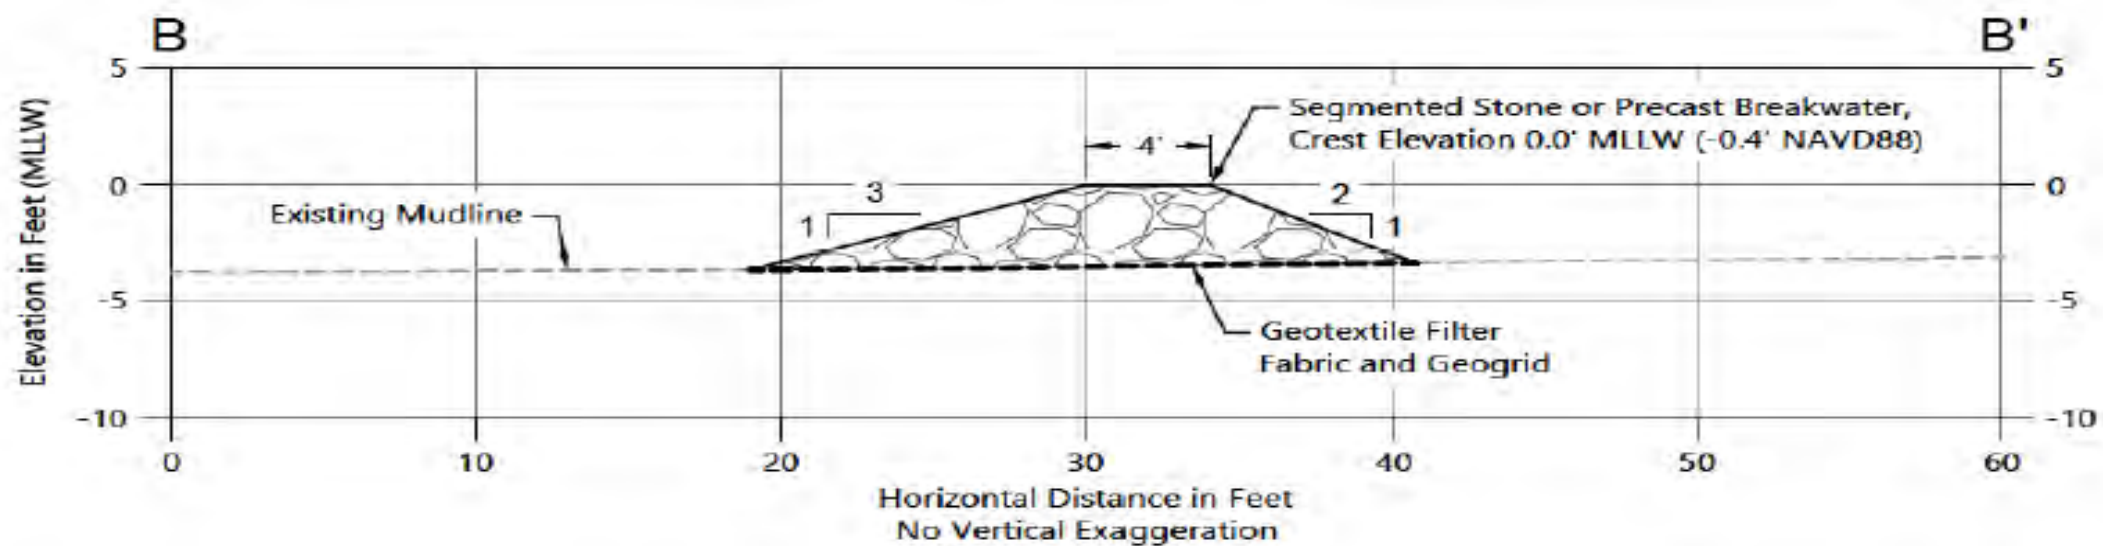 B
B'
5
5
Segmented Stone or Precast Breakwater,
Crest Elevation 0.0' MLLW (-0.4' NAVD88)
4'
0
0
3
2
1
1
Existing Mudline
-5
-5
Geotextile Filter
Fabric and Geogrid
-10
-10
Elevation in Feet (MLLW)
0
10
20
30
40
50
60
Horizontal Distance in Feet
No Vertical Exaggeration